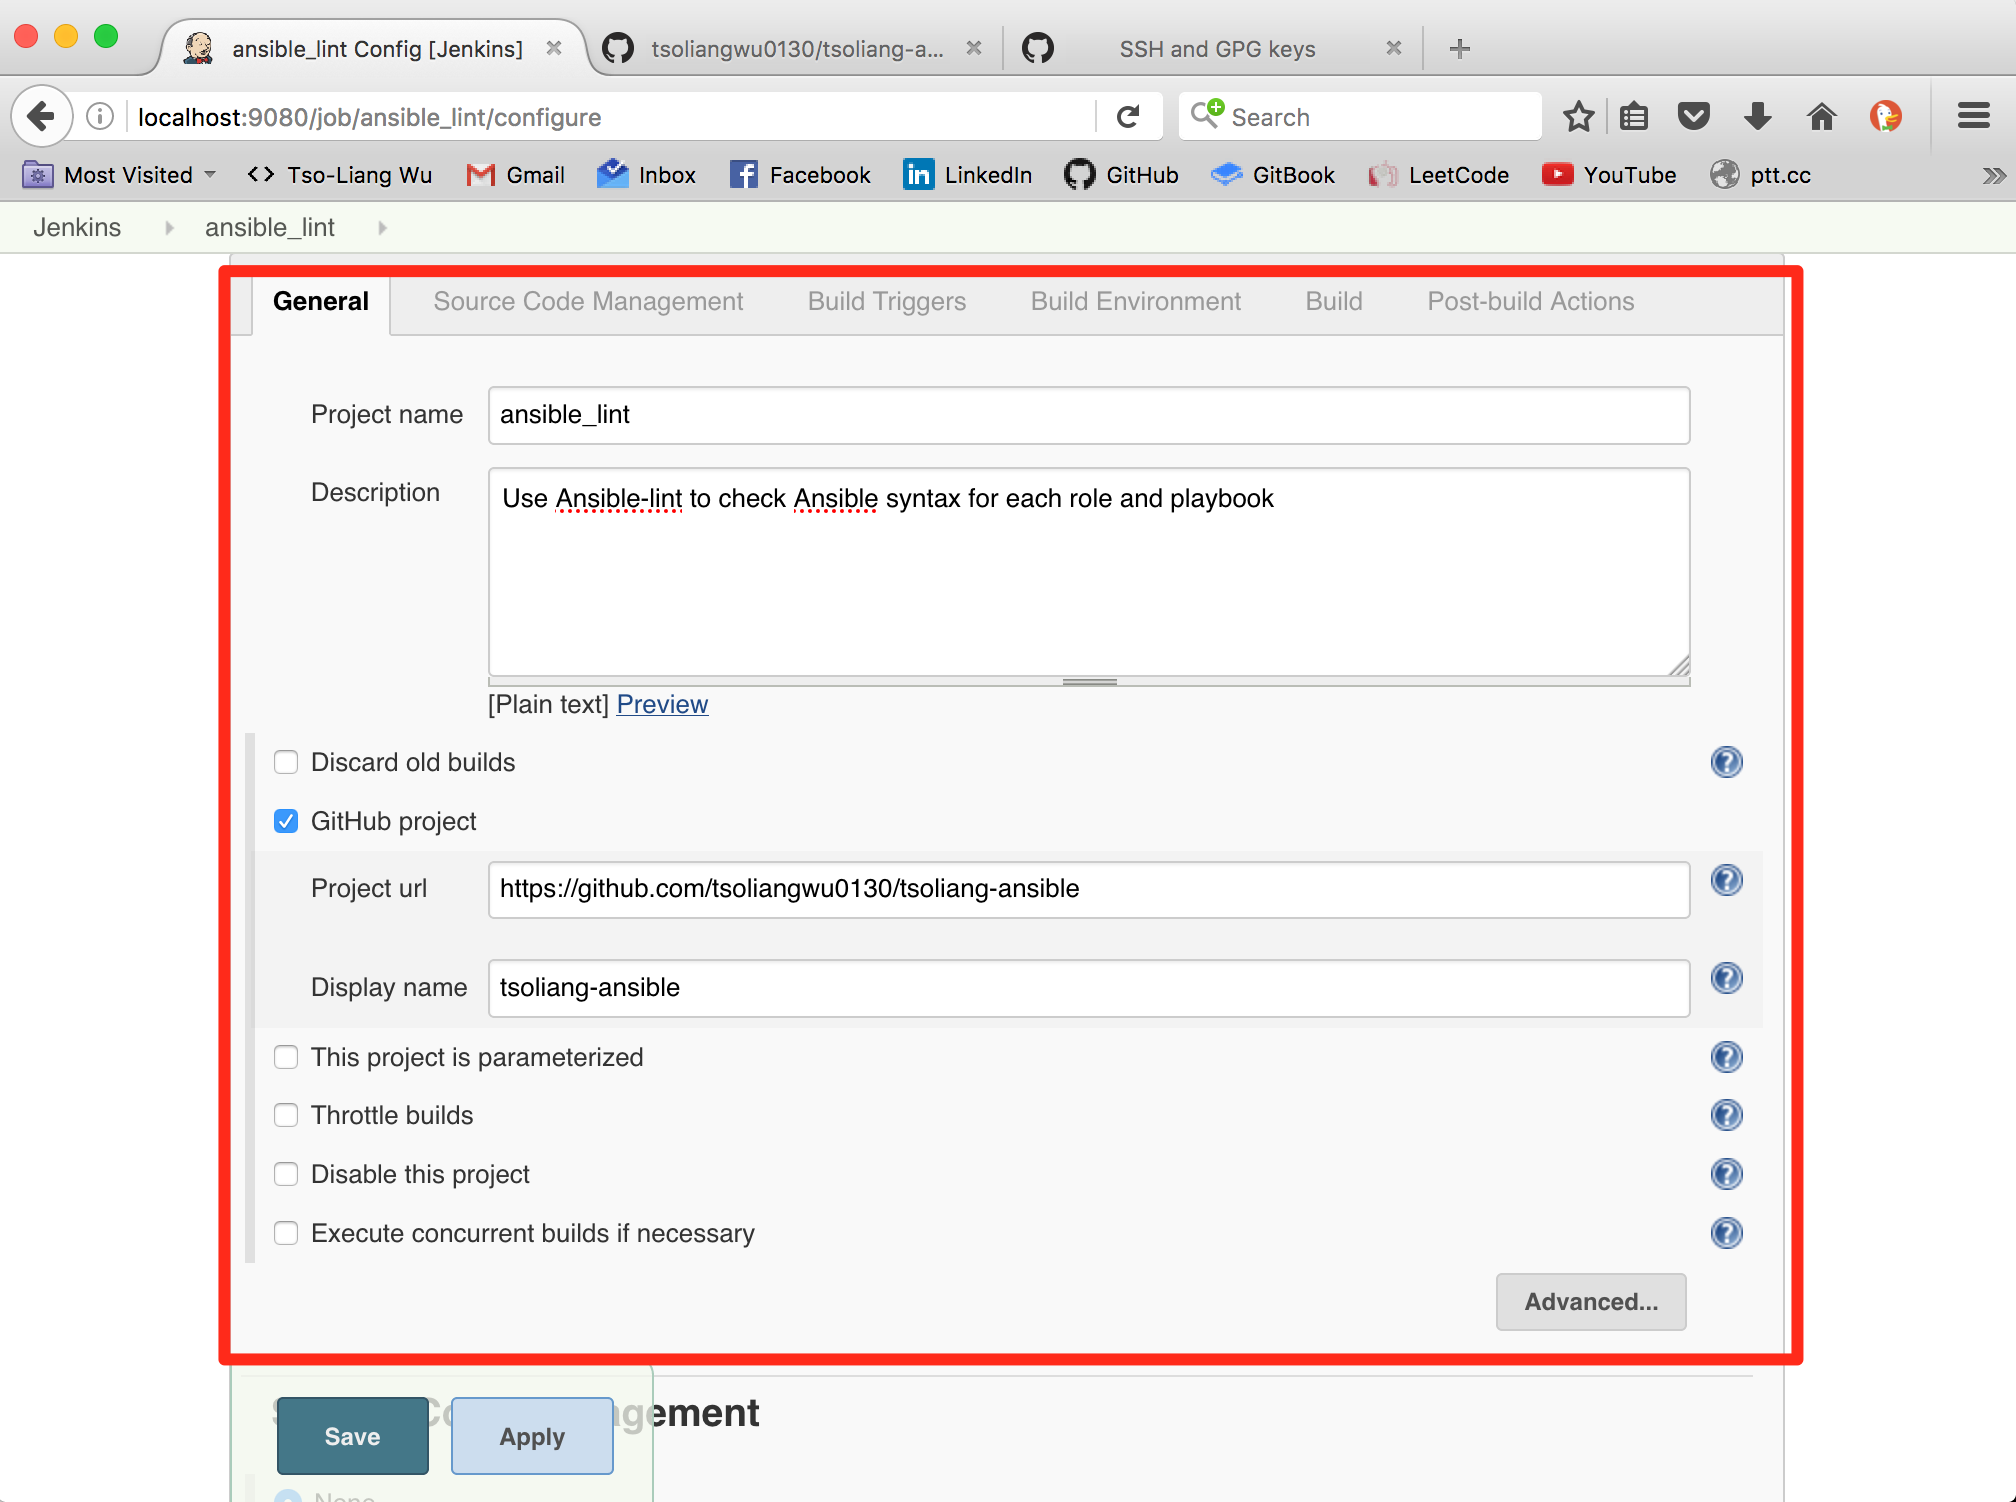 ansible_lint Config [Jenkins]
tsoliangwu0130/tsoliang-a...
SSH and GPG keys
localhost:9080/job/ansible_lint/configure
Search
Most Visited
Tso-Liang Wu
Gmail
Inbox
Facebook
LinkedIn
GitHub
GitBook
LeetCode
YouTube
ptt.cc
Jenkins
ansible_lint
General
Source Code Management
Build Triggers
Build Environment
Build
Post-build Actions
Project name
ansible_lint
Description
Use Ansible-lint to check Ansible syntax for each role and playbook
[Plain text] Preview
Discard old builds
GitHub project
Project url
https://github.com/tsoliangwu0130/tsoliang-ansible
Display name
tsoliang-ansible
This project is parameterized
Throttle builds
Disable this project
Execute concurrent builds if necessary
Advanced...
Save
Apply